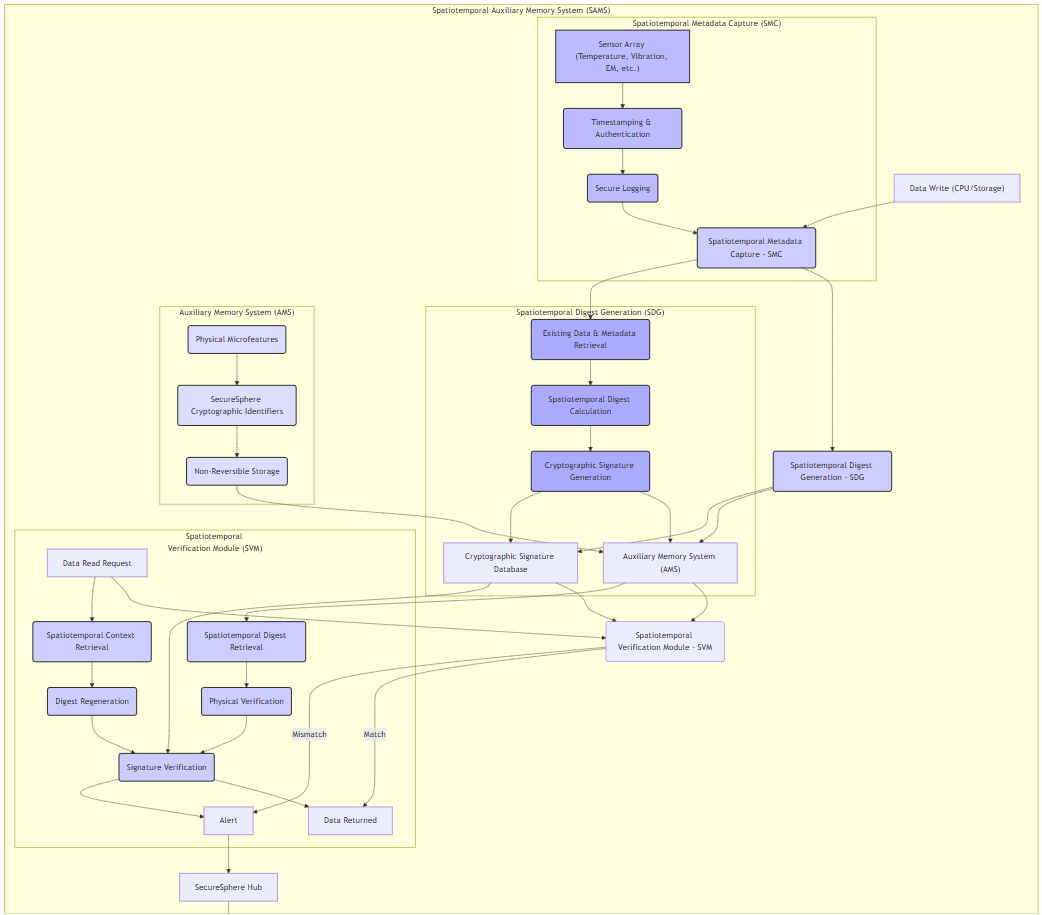 Spatiotemporal Auxiliary Memory System (SAMS)
Spatiotemporal Metadata Capture (SMC)
Sensor Array
(Temperature, Vibration,
EM, etc.)
Timestamping &
Authentication
Secure Logging
Data Write (CPU/Storage)
Spatiotemporal Metadata
Capture - SMC
Auxiliary Memory System (AMS)
Physical Microfeatures
SecureSphere
Cryptographic Identifiers
Non-Reversible Storage
Spatiotemporal Digest Generation (SDG)
Existing Data & Metadata
Retrieval
Spatiotemporal Digest
Calculation
Cryptographic Signature
Generation
Spatiotemporal Digest
Generation - SDG
Cryptographic Signature
Database
Auxiliary Memory System
(AMS)
Spatiotemporal
Verification Module (SVM)
Data Read Request
Spatiotemporal Context
Retrieval
Spatiotemporal Digest
Retrieval
Spatiotemporal
Verification Module - SVM
Digest Regeneration
Physical Verification
Mismatch
Match
Signature Verification
Alert
Data Returned
SecureSphere Hub